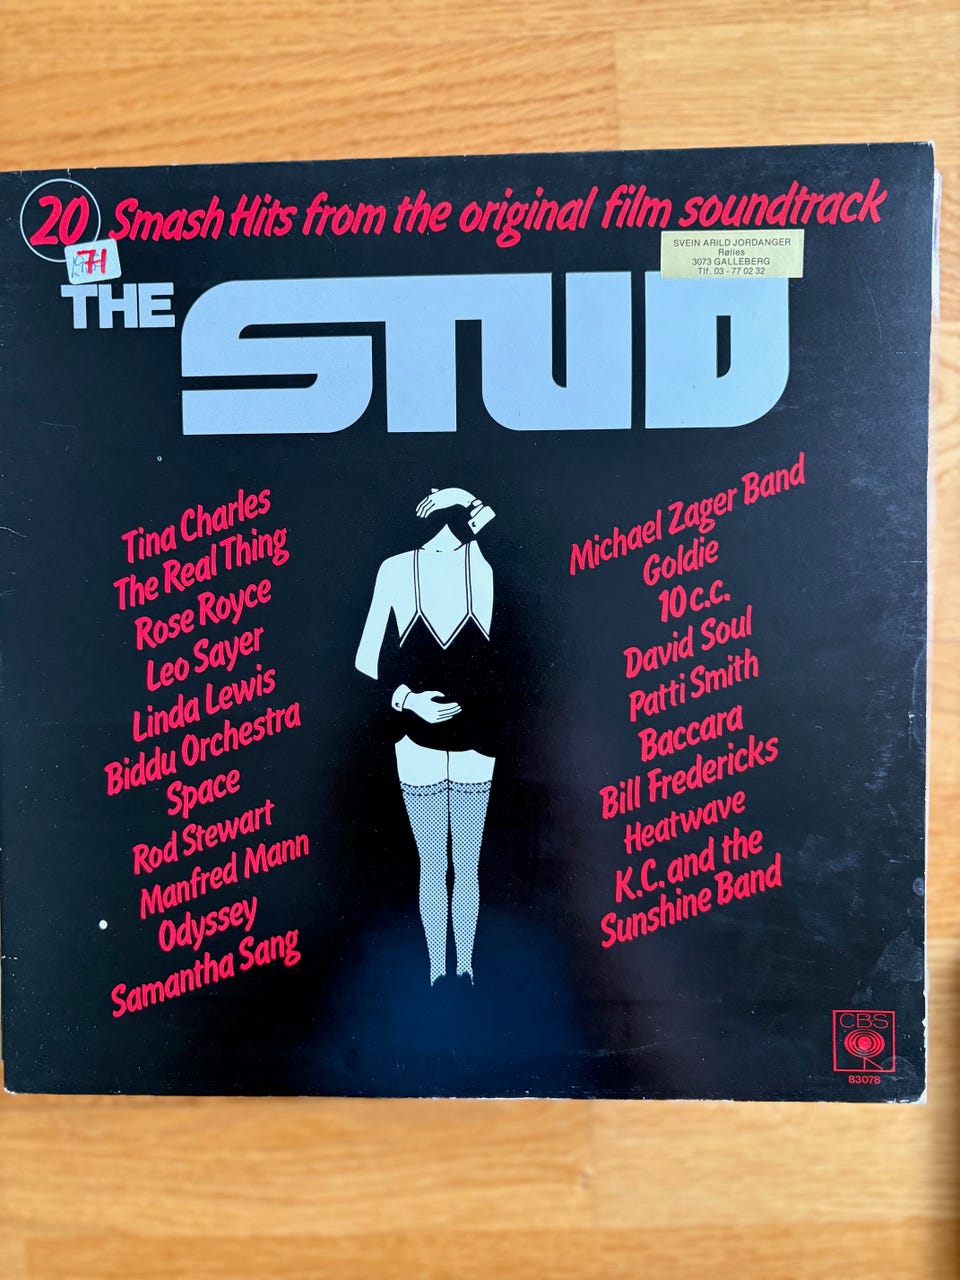 20 Smash Hits from the original film soundtrack
71
SVEIN ARILD JORDANGER
Rølles
3073 GALLEBERG
Tlf. 03 - 77 02 32
THE STUD
Tina Charles
The Real Thing
Rose Royce
Leo Sayer
Linda Lewis
Biddu Orchestra
Space
Rod Stewart
Manfred Mann
Odyssey
Samantha Sang
Michael Zager Band
Goldie
10 c.c.
David Soul
Patti Smith
Baccara
Bill Fredericks
Heatwave
K.C. and the
Sunshine Band
CBS
83078